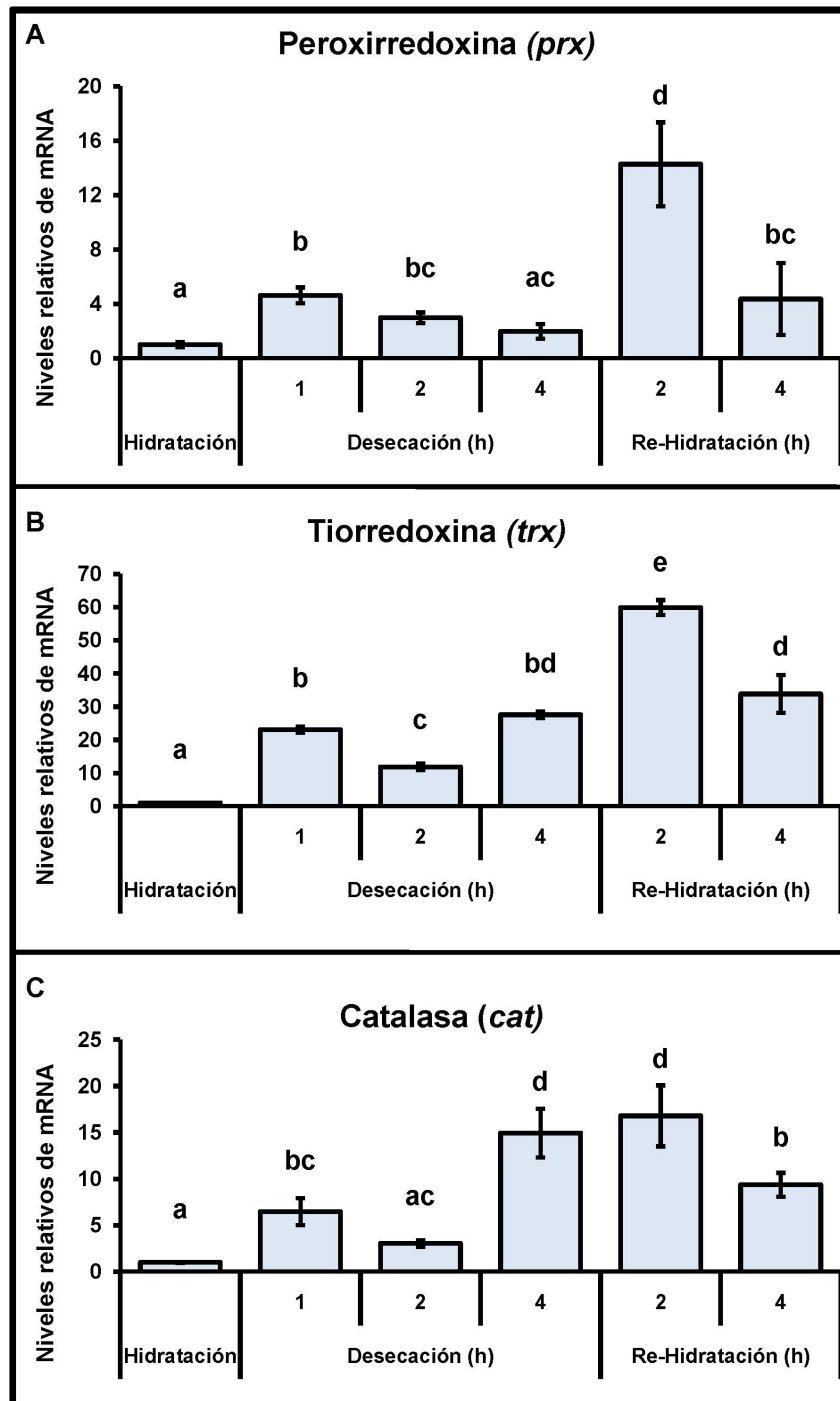 A
Peroxirredoxina (prx)
Niveles relativos de mRNA
20
16
12
8
4
0
a
b
bc
ac
d
bc
1
2
4
2
4
Hidratación
Desecación (h)
Re-Hidratación (h)
B
Tiorredoxina (trx)
Niveles relativos de mRNA
70
60
50
40
30
20
10
0
a
b
c
bd
e
d
1
2
4
2
4
Hidratación
Desecación (h)
Re-Hidratación (h)
C
Catalasa (cat)
Niveles relativos de mRNA
25
20
15
10
5
0
a
bc
ac
d
d
b
1
2
4
2
4
Hidratación
Desecación (h)
Re-Hidratación (h)